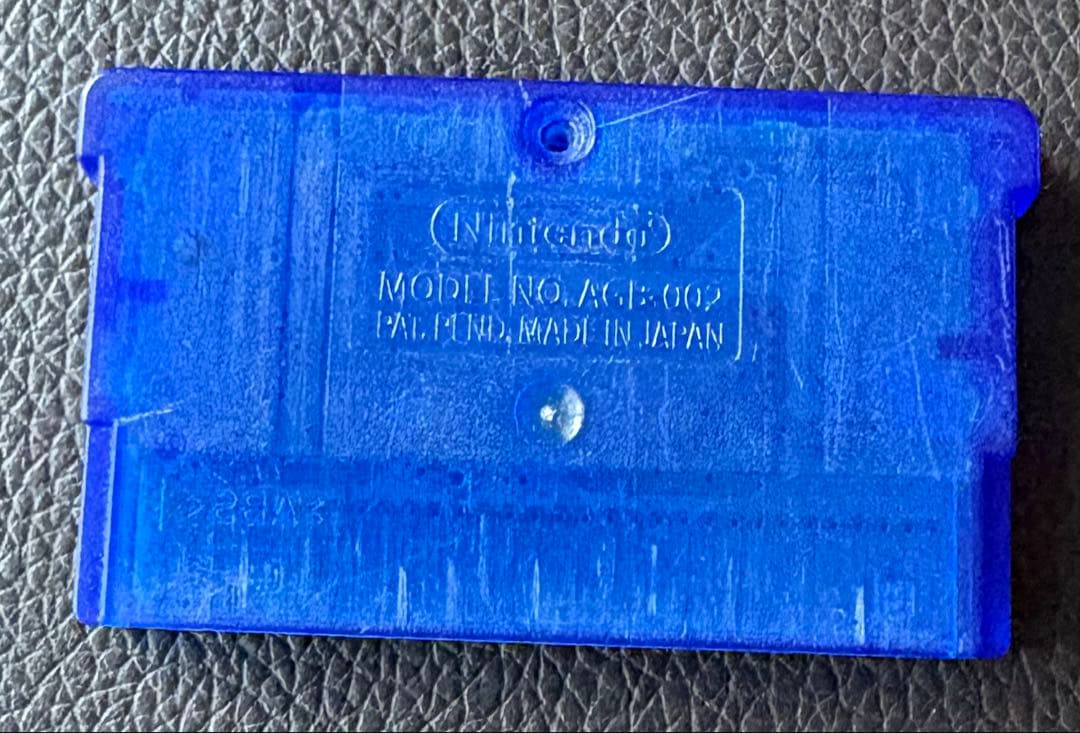 Nintendo
MODEL NO. AGB-002
PAT. PEND. MADE IN JAPAN